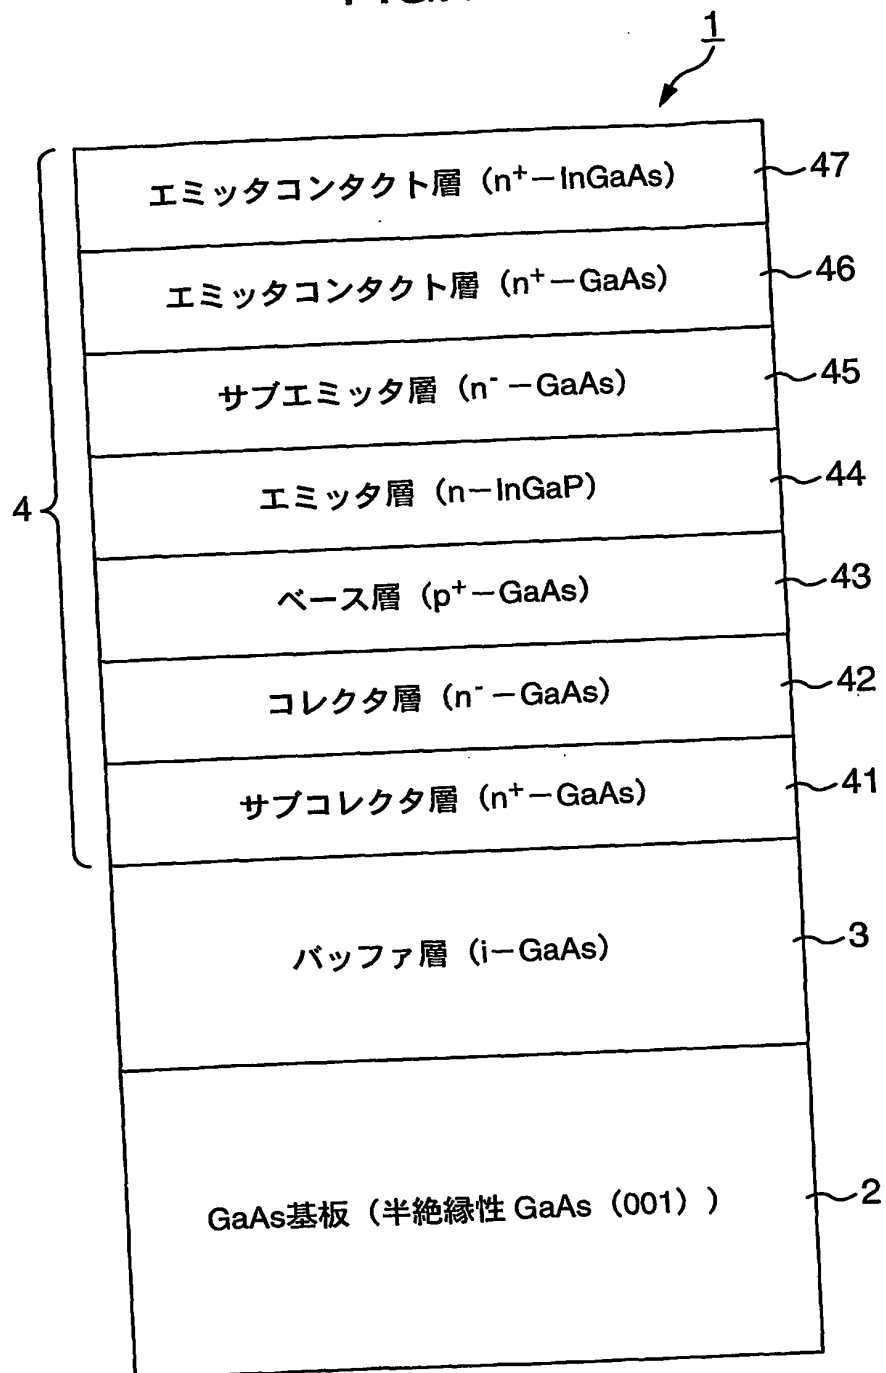 1
エミッタコンタクト層（n⁺−InGaAs） 47
エミッタコンタクト層（n⁺−GaAs） 46
サブエミッタ層（n⁻−GaAs） 45
エミッタ層（n−InGaP） 44
4
ベース層（p⁺−GaAs） 43
コレクタ層（n⁻−GaAs） 42
サブコレクタ層（n⁺−GaAs） 41
バッファ層（i−GaAs） 3
GaAs基板（半絶縁性 GaAs（001）） 2